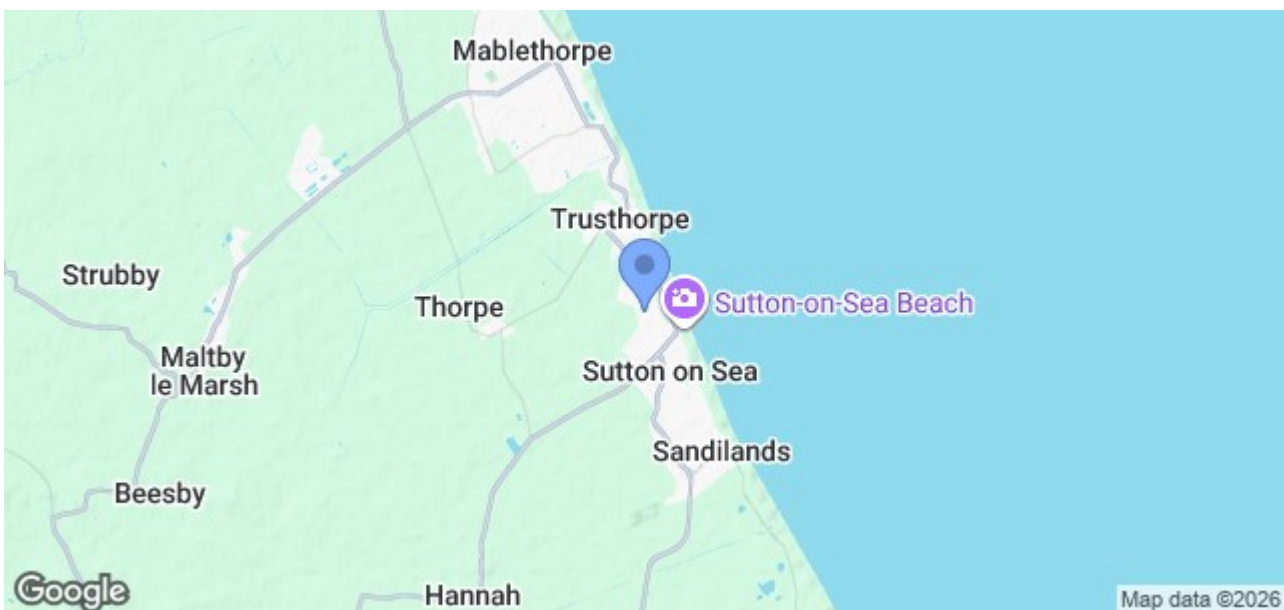 Mablethorpe
Trusthorpe
Strubby
Thorpe
Sutton-on-Sea Beach
Maltby
le Marsh
Sutton on Sea
Sandilands
Beesby
Hannah
Google
Map data ©2026